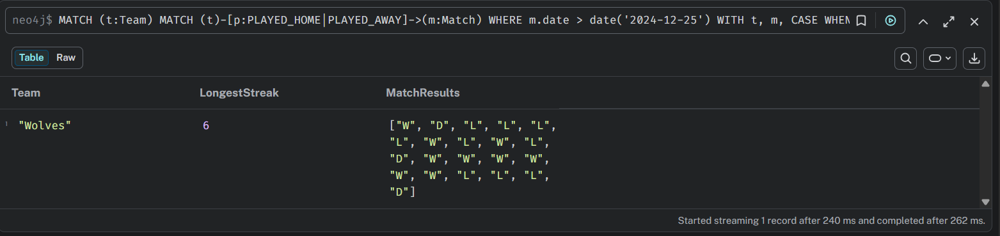 neo4j$ MATCH (t:Team) MATCH (t)-[p:PLAYED_HOME|PLAYED_AWAY]->(m:Match) WHERE m.date > date('2024-12-25') WITH t, m, CASE WHEN
Table Raw
Team LongestStreak MatchResults
1 "Wolves" 6 ["W", "D", "L", "L", "L",
"L", "W", "L", "W", "L",
"D", "W", "W", "W", "W",
"W", "W", "L", "L", "L",
"D"]
Started streaming 1 record after 240 ms and completed after 262 ms.